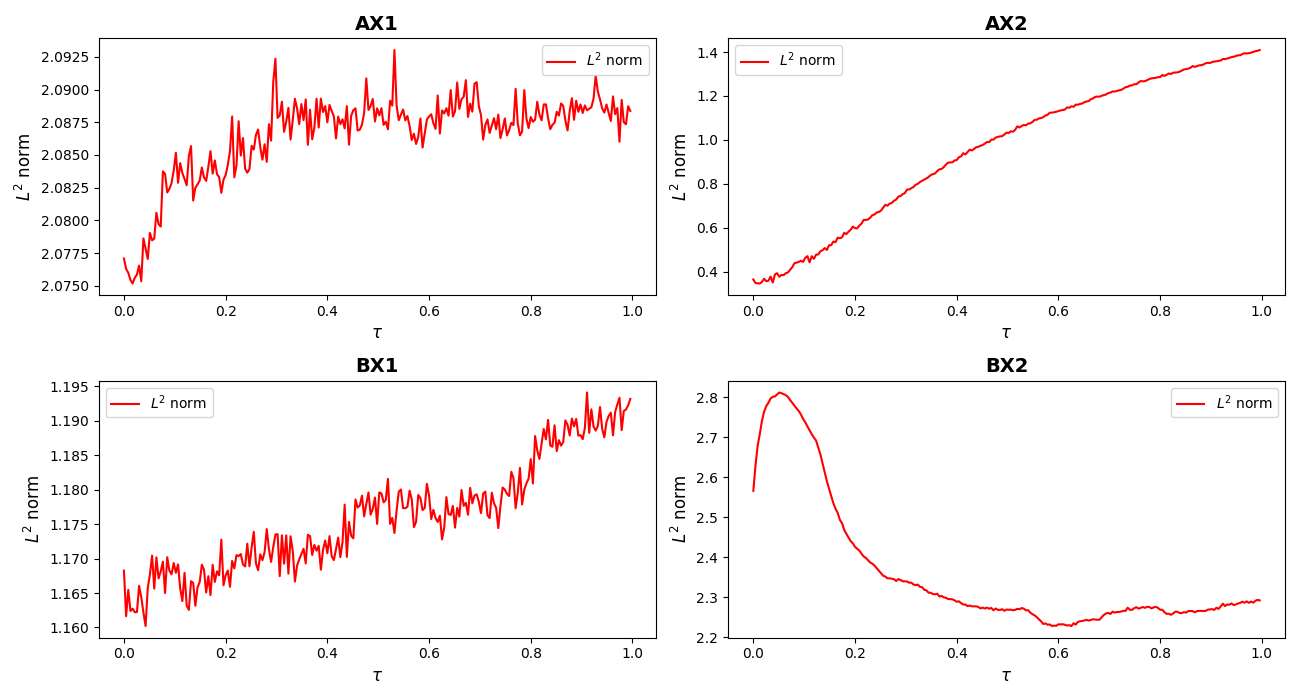 AX1
L² norm
2.0925
2.0900
2.0875
2.0850
2.0825
2.0800
2.0775
2.0750
L² norm
0.0 0.2 0.4 0.6 0.8 1.0
τ
AX2
L² norm
1.4
1.2
1.0
0.8
0.6
0.4
L² norm
0.0 0.2 0.4 0.6 0.8 1.0
τ
BX1
L² norm
1.195
1.190
1.185
1.180
1.175
1.170
1.165
1.160
L² norm
0.0 0.2 0.4 0.6 0.8 1.0
τ
BX2
L² norm
2.8
2.7
2.6
2.5
2.4
2.3
2.2
L² norm
0.0 0.2 0.4 0.6 0.8 1.0
τ